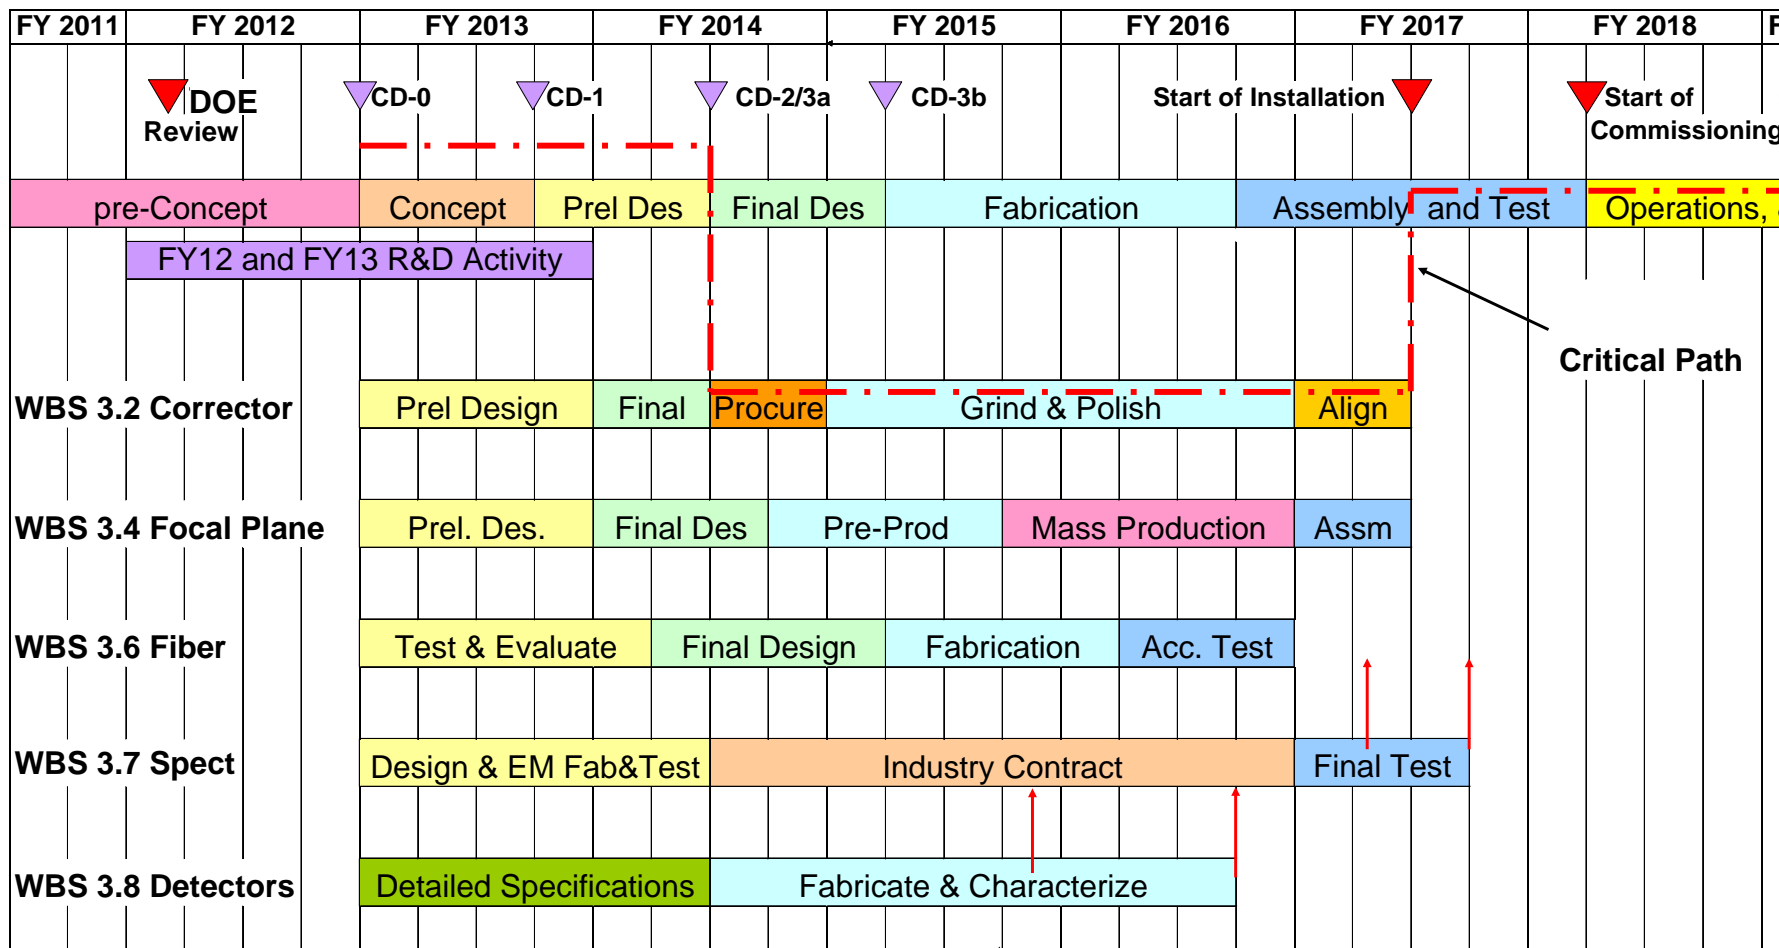 FY 2011 FY 2012 FY 2013 FY 2014 FY 2015 FY 2016 FY 2017 FY 2018 F
DOE
Review
CD-0
CD-1
CD-2/3a
CD-3b
Start of Installation
Start of
Commissioning
pre-Concept Concept Prel Des Final Des Fabrication Assembly and Test Operations,
FY12 and FY13 R&D Activity
Critical Path
WBS 3.2 Corrector Prel Design Final Procure Grind & Polish Align
WBS 3.4 Focal Plane Prel. Des. Final Des Pre-Prod Mass Production Assm
WBS 3.6 Fiber Test & Evaluate Final Design Fabrication Acc. Test
WBS 3.7 Spect Design & EM Fab&Test Industry Contract Final Test
WBS 3.8 Detectors Detailed Specifications Fabricate & Characterize